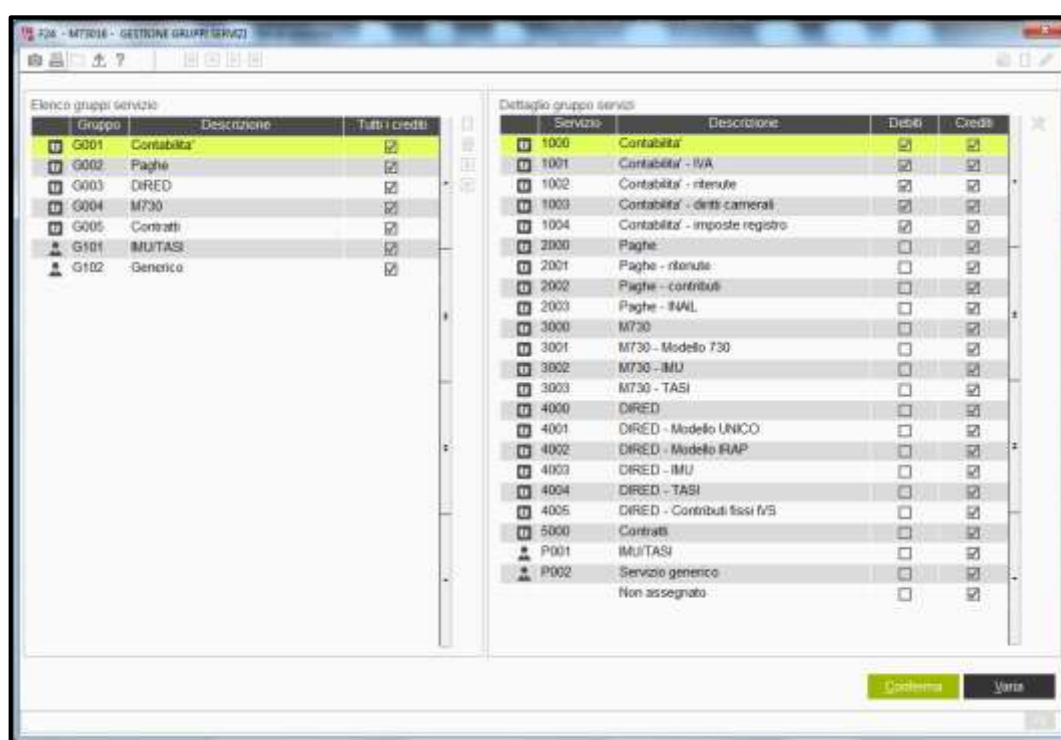 F24 - M73016 - GESTIONE GRUPPI SERVIZI
?
Elenco gruppi servizio
Gruppo Descrizione Tutti i crediti
G001 Contabilita'
G002 Paghe
G003 DIRED
G004 M730
G005 Contratti
G101 IMU/TASI
G102 Generico
Dettaglio gruppo servizi
Servizio Descrizione Debiti Crediti
1000 Contabilita'
1001 Contabilita' - IVA
1002 Contabilita' - ritenute
1003 Contabilita' - diritti camerali
1004 Contabilita' - imposte registro
2000 Paghe
2001 Paghe - ritenute
2002 Paghe - contributi
2003 Paghe - INAIL
3000 M730
3001 M730 - Modello 730
3002 M730 - IMU
3003 M730 - TASI
4000 DIRED
4001 DIRED - Modello UNICO
4002 DIRED - Modello IRAP
4003 DIRED - IMU
4004 DIRED - TASI
4005 DIRED - Contributi fissi IVS
5000 Contratti
P001 IMU/TASI
P002 Servizio generico
Non assegnato
Conferma Varia